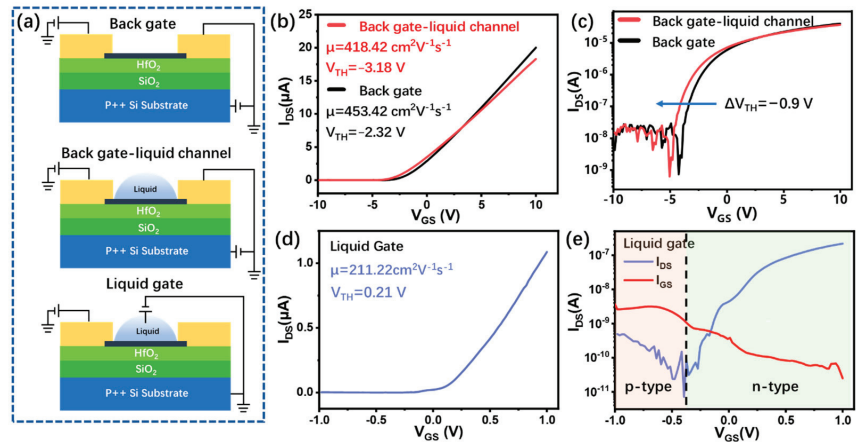 (a)
Back gate
HfO₂
SiO₂
P++ Si Substrate
Back gate-liquid channel
Liquid
HfO₂
SiO₂
P++ Si Substrate
Liquid gate
Liquid
HfO₂
SiO₂
P++ Si Substrate
(b)
Back gate-liquid channel
μ=418.42 cm²V⁻¹s⁻¹
V_TH=-3.18 V
Back gate
μ=453.42 cm²V⁻¹s⁻¹
V_TH=-2.32 V
I_DS(μA)
25
20
15
10
5
0
-10 -5 0 5 10
V_GS (V)
(c)
Back gate-liquid channel
Back gate
ΔV_TH=-0.9 V
I_DS(A)
10⁻⁵
10⁻⁶
10⁻⁷
10⁻⁸
10⁻⁹
-10 -5 0 5 10
V_GS (V)
(d)
Liquid Gate
μ=211.22cm²V⁻¹s⁻¹
V_TH=0.21 V
I_DS(μA)
1.0
0.5
0.0
-1.0 -0.5 0.0 0.5 1.0
V_GS (V)
(e)
Liquid gate
I_DS
I_GS
p-type
n-type
I_DS(A)
10⁻⁷
10⁻⁸
10⁻⁹
10⁻¹⁰
10⁻¹¹
-1.0 -0.5 0.0 0.5 1.0
V_GS(V)